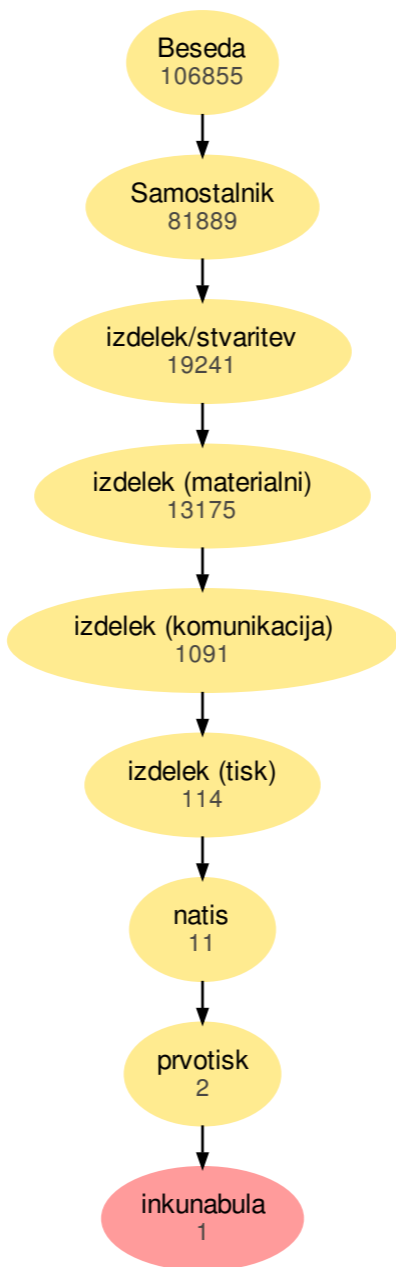 Beseda
106855
Samostalnik
81889
izdelek/stvaritev
19241
izdelek (materialni)
13175
izdelek (komunikacija)
1091
izdelek (tisk)
114
natis
11
prvotisk
2
inkunabula
1